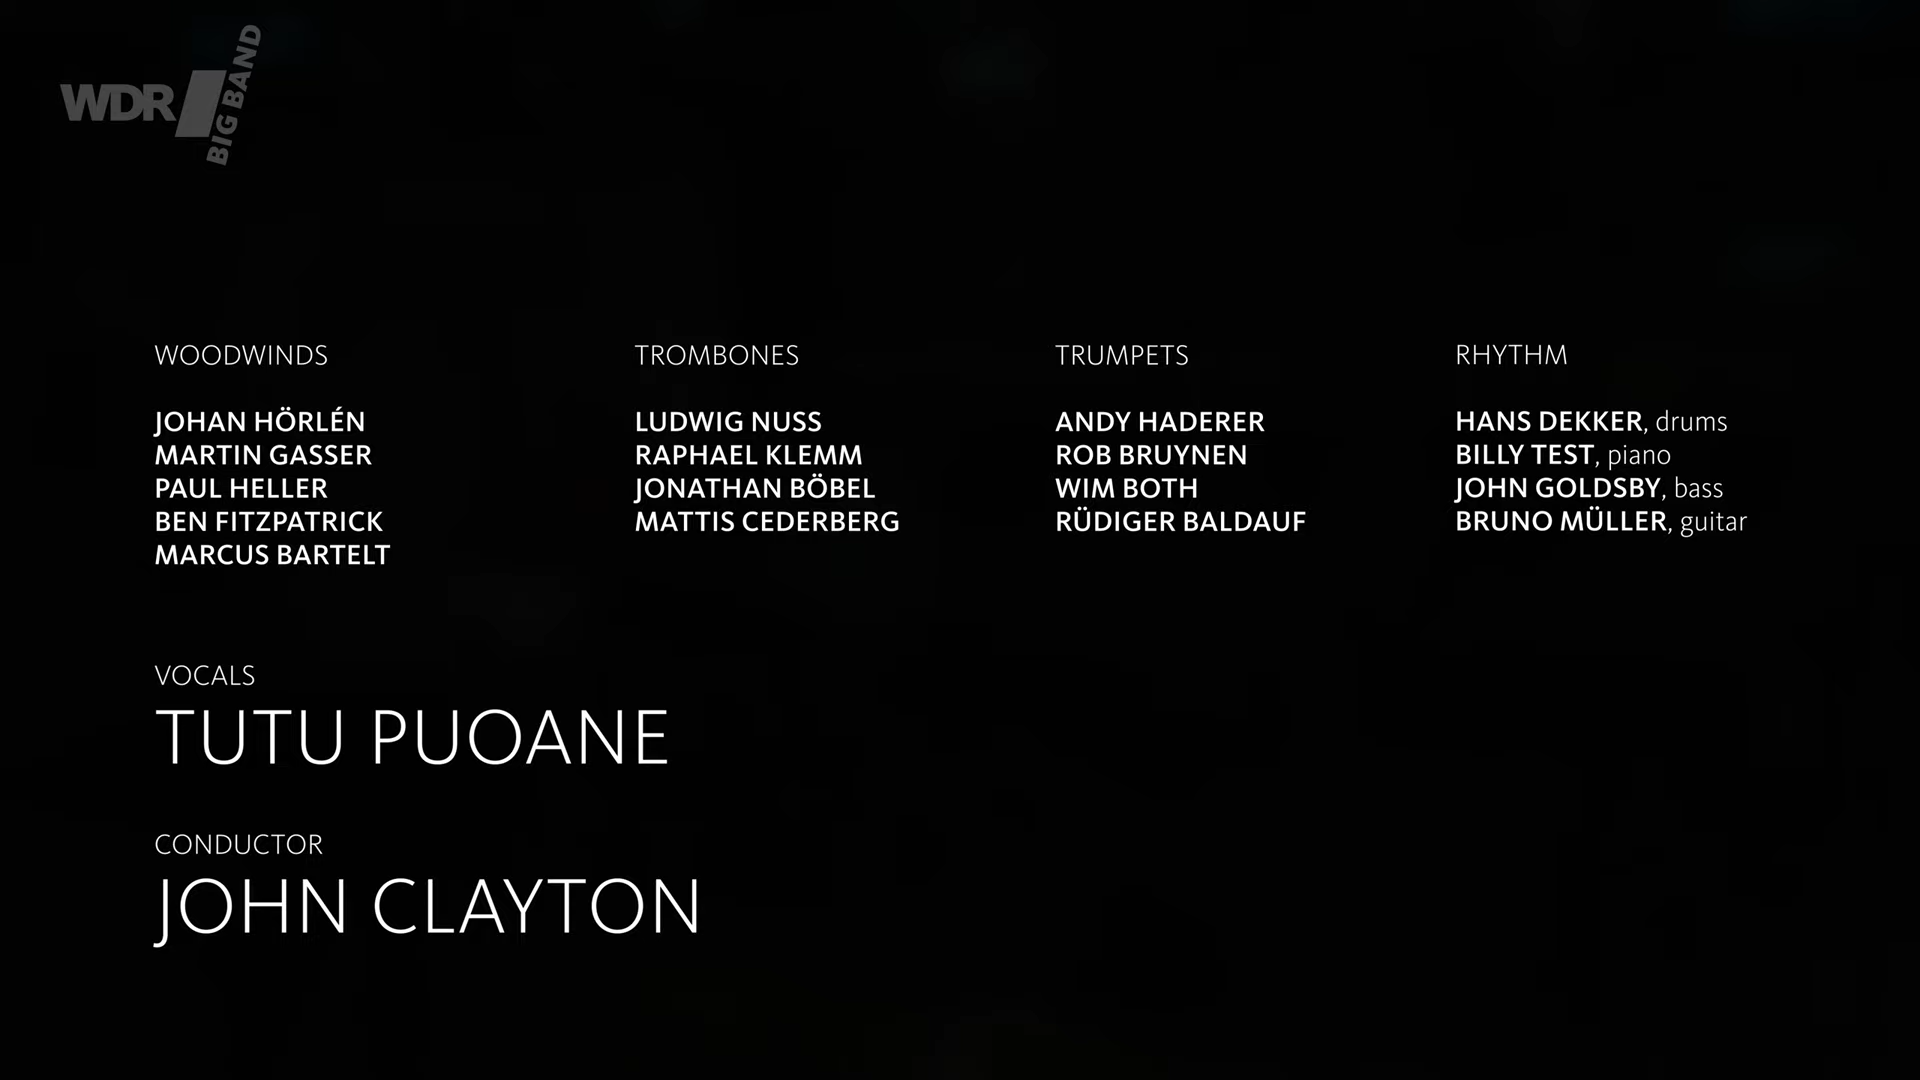 WDR BIG BAND
WOODWINDS
JOHAN HÖRLÉN
MARTIN GASSER
PAUL HELLER
BEN FITZPATRICK
MARCUS BARTELT
TROMBONES
LUDWIG NUSS
RAPHAEL KLEMM
JONATHAN BÖBEL
MATTIS CEDERBERG
TRUMPETS
ANDY HADERER
ROB BRUYNEN
WIM BOTH
RÜDIGER BALDAUF
RHYTHM
HANS DEKKER, drums
BILLY TEST, piano
JOHN GOLDSBY, bass
BRUNO MÜLLER, guitar
VOCALS
TUTU PUOANE
CONDUCTOR
JOHN CLAYTON